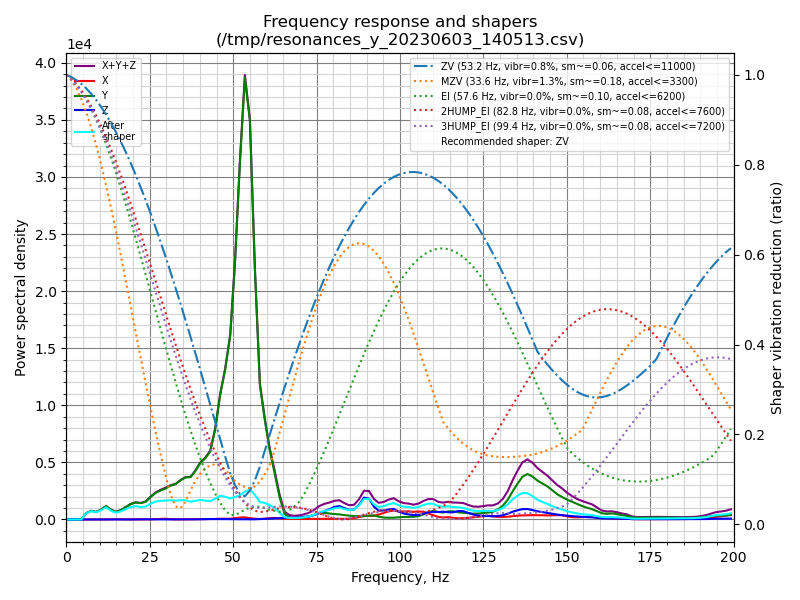 Frequency response and shapers
(/tmp/resonances_y_20230603_140513.csv)
1e4
X+Y+Z
X
Y
Z
After
shaper
ZV (53.2 Hz, vibr=0.8%, sm~=0.06, accel<=11000)
MZV (33.6 Hz, vibr=1.3%, sm~=0.18, accel<=3300)
EI (57.6 Hz, vibr=0.0%, sm~=0.10, accel<=6200)
2HUMP_EI (82.8 Hz, vibr=0.0%, sm~=0.08, accel<=7600)
3HUMP_EI (99.4 Hz, vibr=0.0%, sm~=0.08, accel<=7200)
Recommended shaper: ZV
4.0
3.5
3.0
2.5
2.0
1.5
1.0
0.5
0.0
Power spectral density
1.0
0.8
0.6
0.4
0.2
0.0
Shaper vibration reduction (ratio)
0 25 50 75 100 125 150 175 200
Frequency, Hz